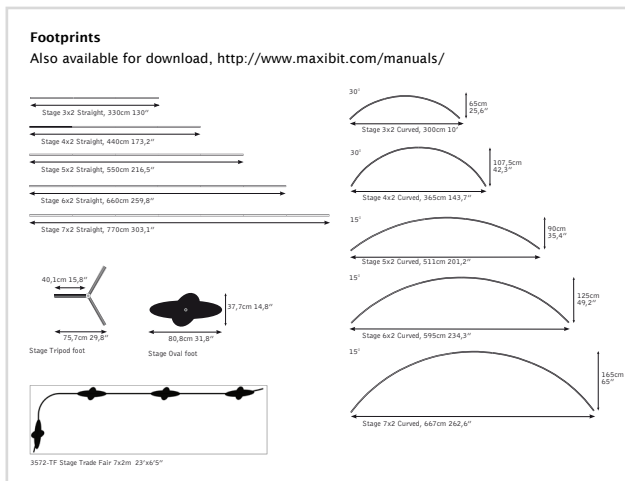 Footprints
Also available for download, http://www.maxibit.com/manuals/
Stage 3x2 Straight, 330cm 130”
Stage 4x2 Straight, 440cm 173,2”
Stage 5x2 Straight, 550cm 216,5”
Stage 6x2 Straight, 660cm 259,8”
Stage 7x2 Straight, 770cm 303,1”
40,1cm 15,8”
75,7cm 29,8”
Stage Tripod foot
37,7cm 14,8”
80,8cm 31,8”
Stage Oval foot
3572-TF Stage Trade Fair 7x2m 23’x6’5”
30°
65cm
25,6”
Stage 3x2 Curved, 300cm 10’
30°
107,5cm
42,3”
Stage 4x2 Curved, 365cm 143,7”
15°
90cm
35,4”
Stage 5x2 Curved, 511cm 201,2”
15°
125cm
49,2”
Stage 6x2 Curved, 595cm 234,3”
15°
165cm
65”
Stage 7x2 Curved, 667cm 262,6”